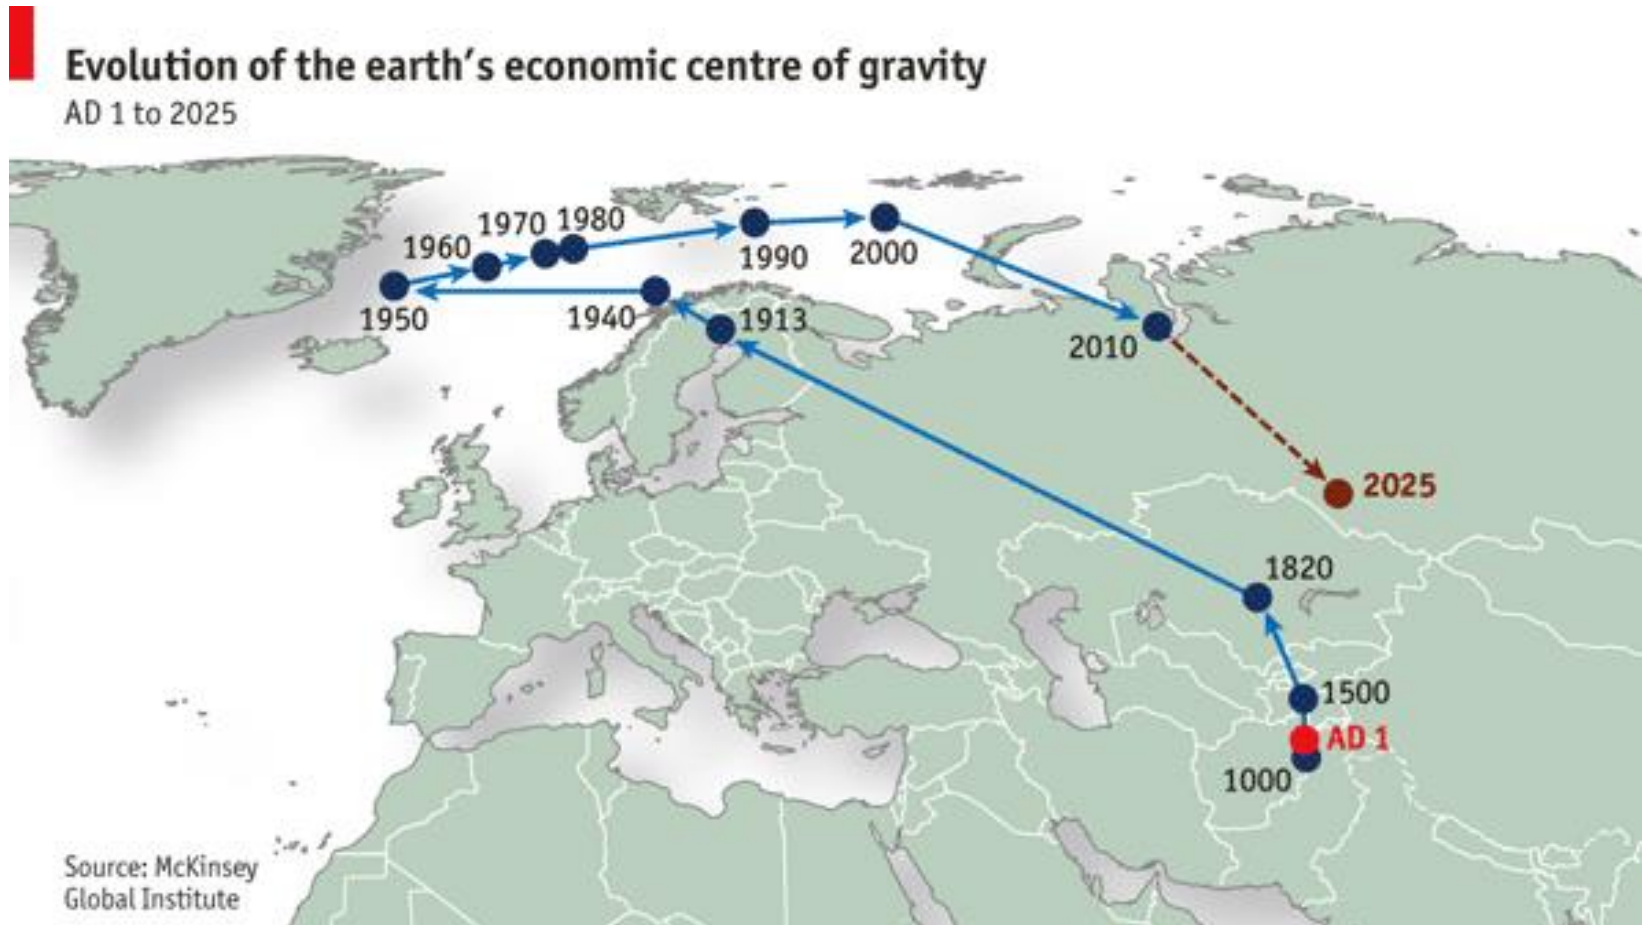 Evolution of the earth's economic centre of gravity
AD 1 to 2025
1970
1980
1960
1990
2000
1950
1940
1913
2010
2025
1820
1500
AD 1
1000
Source: McKinsey
Global Institute